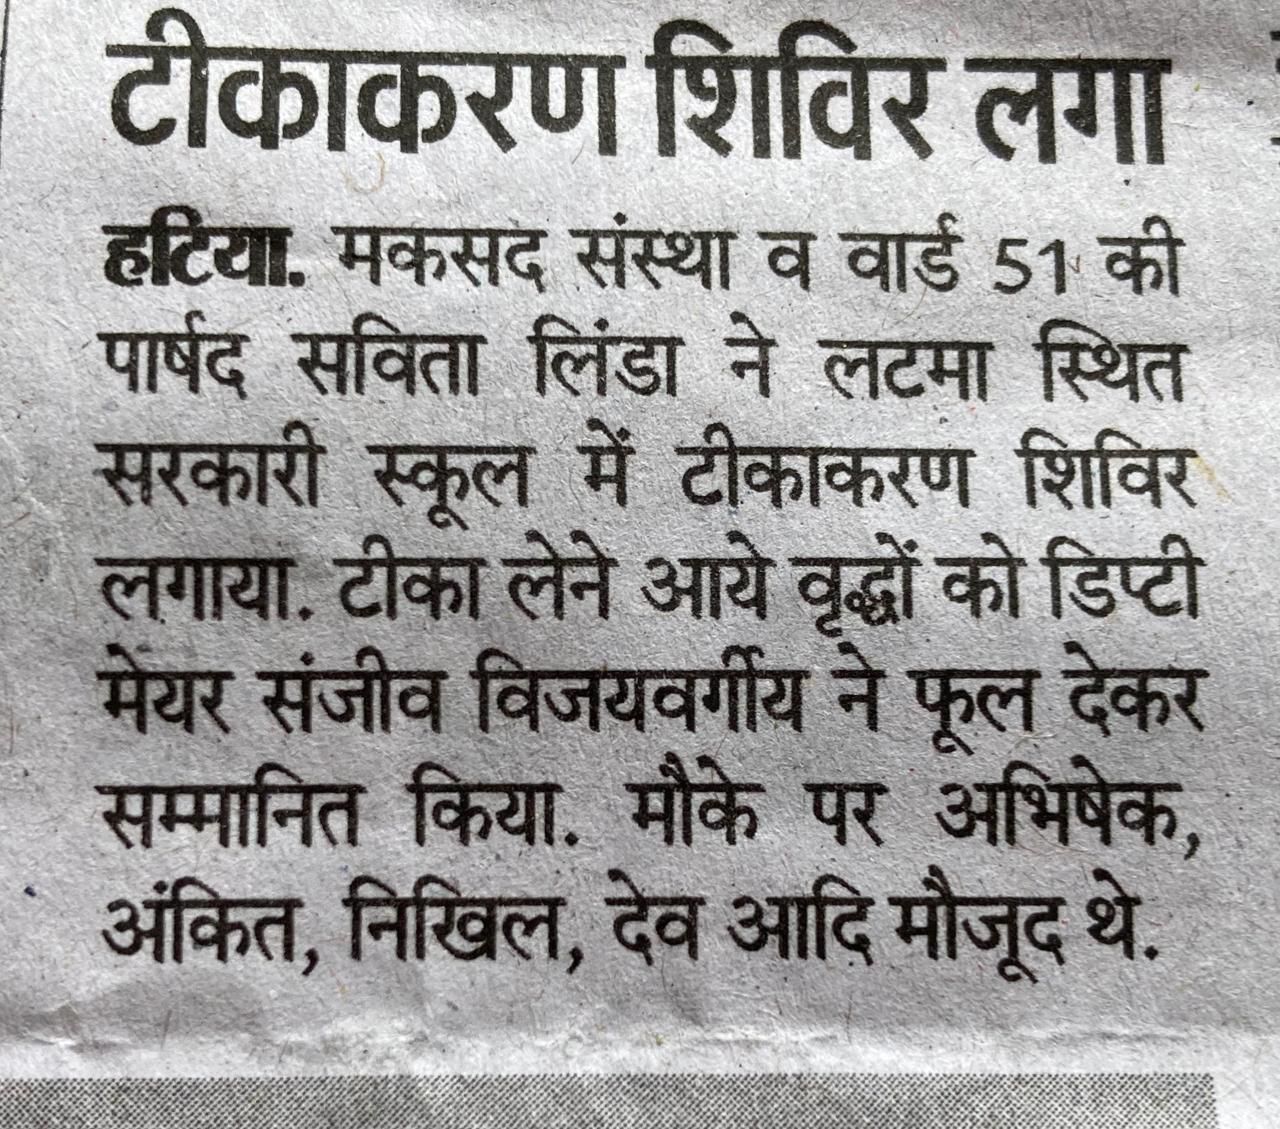 टीकाकरण शिविर लगा
हटिया. मकसद संस्था व वार्ड 51 की
पार्षद सविता लिंडा ने लटमा स्थित
सरकारी स्कूल में टीकाकरण शिविर
लगाया. टीका लेने आये वृद्धों को डिप्टी
मेयर संजीव विजयवर्गीय ने फूल देकर
सम्मानित किया. मौके पर अभिषेक,
अंकित, निखिल, देव आदि मौजूद थे.